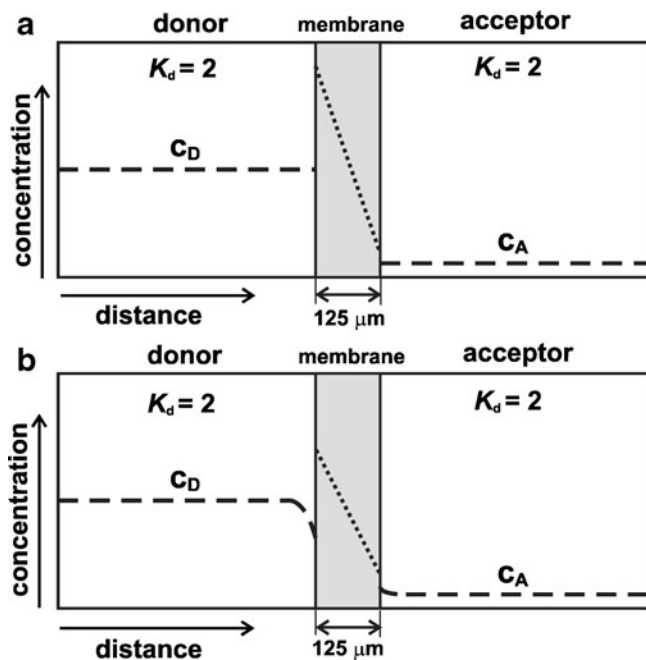 a
donor membrane acceptor
K_d = 2 K_d = 2
concentration
c_D
c_A
distance
125 μm
b
donor membrane acceptor
K_d = 2 K_d = 2
concentration
c_D
c_A
distance
125 μm